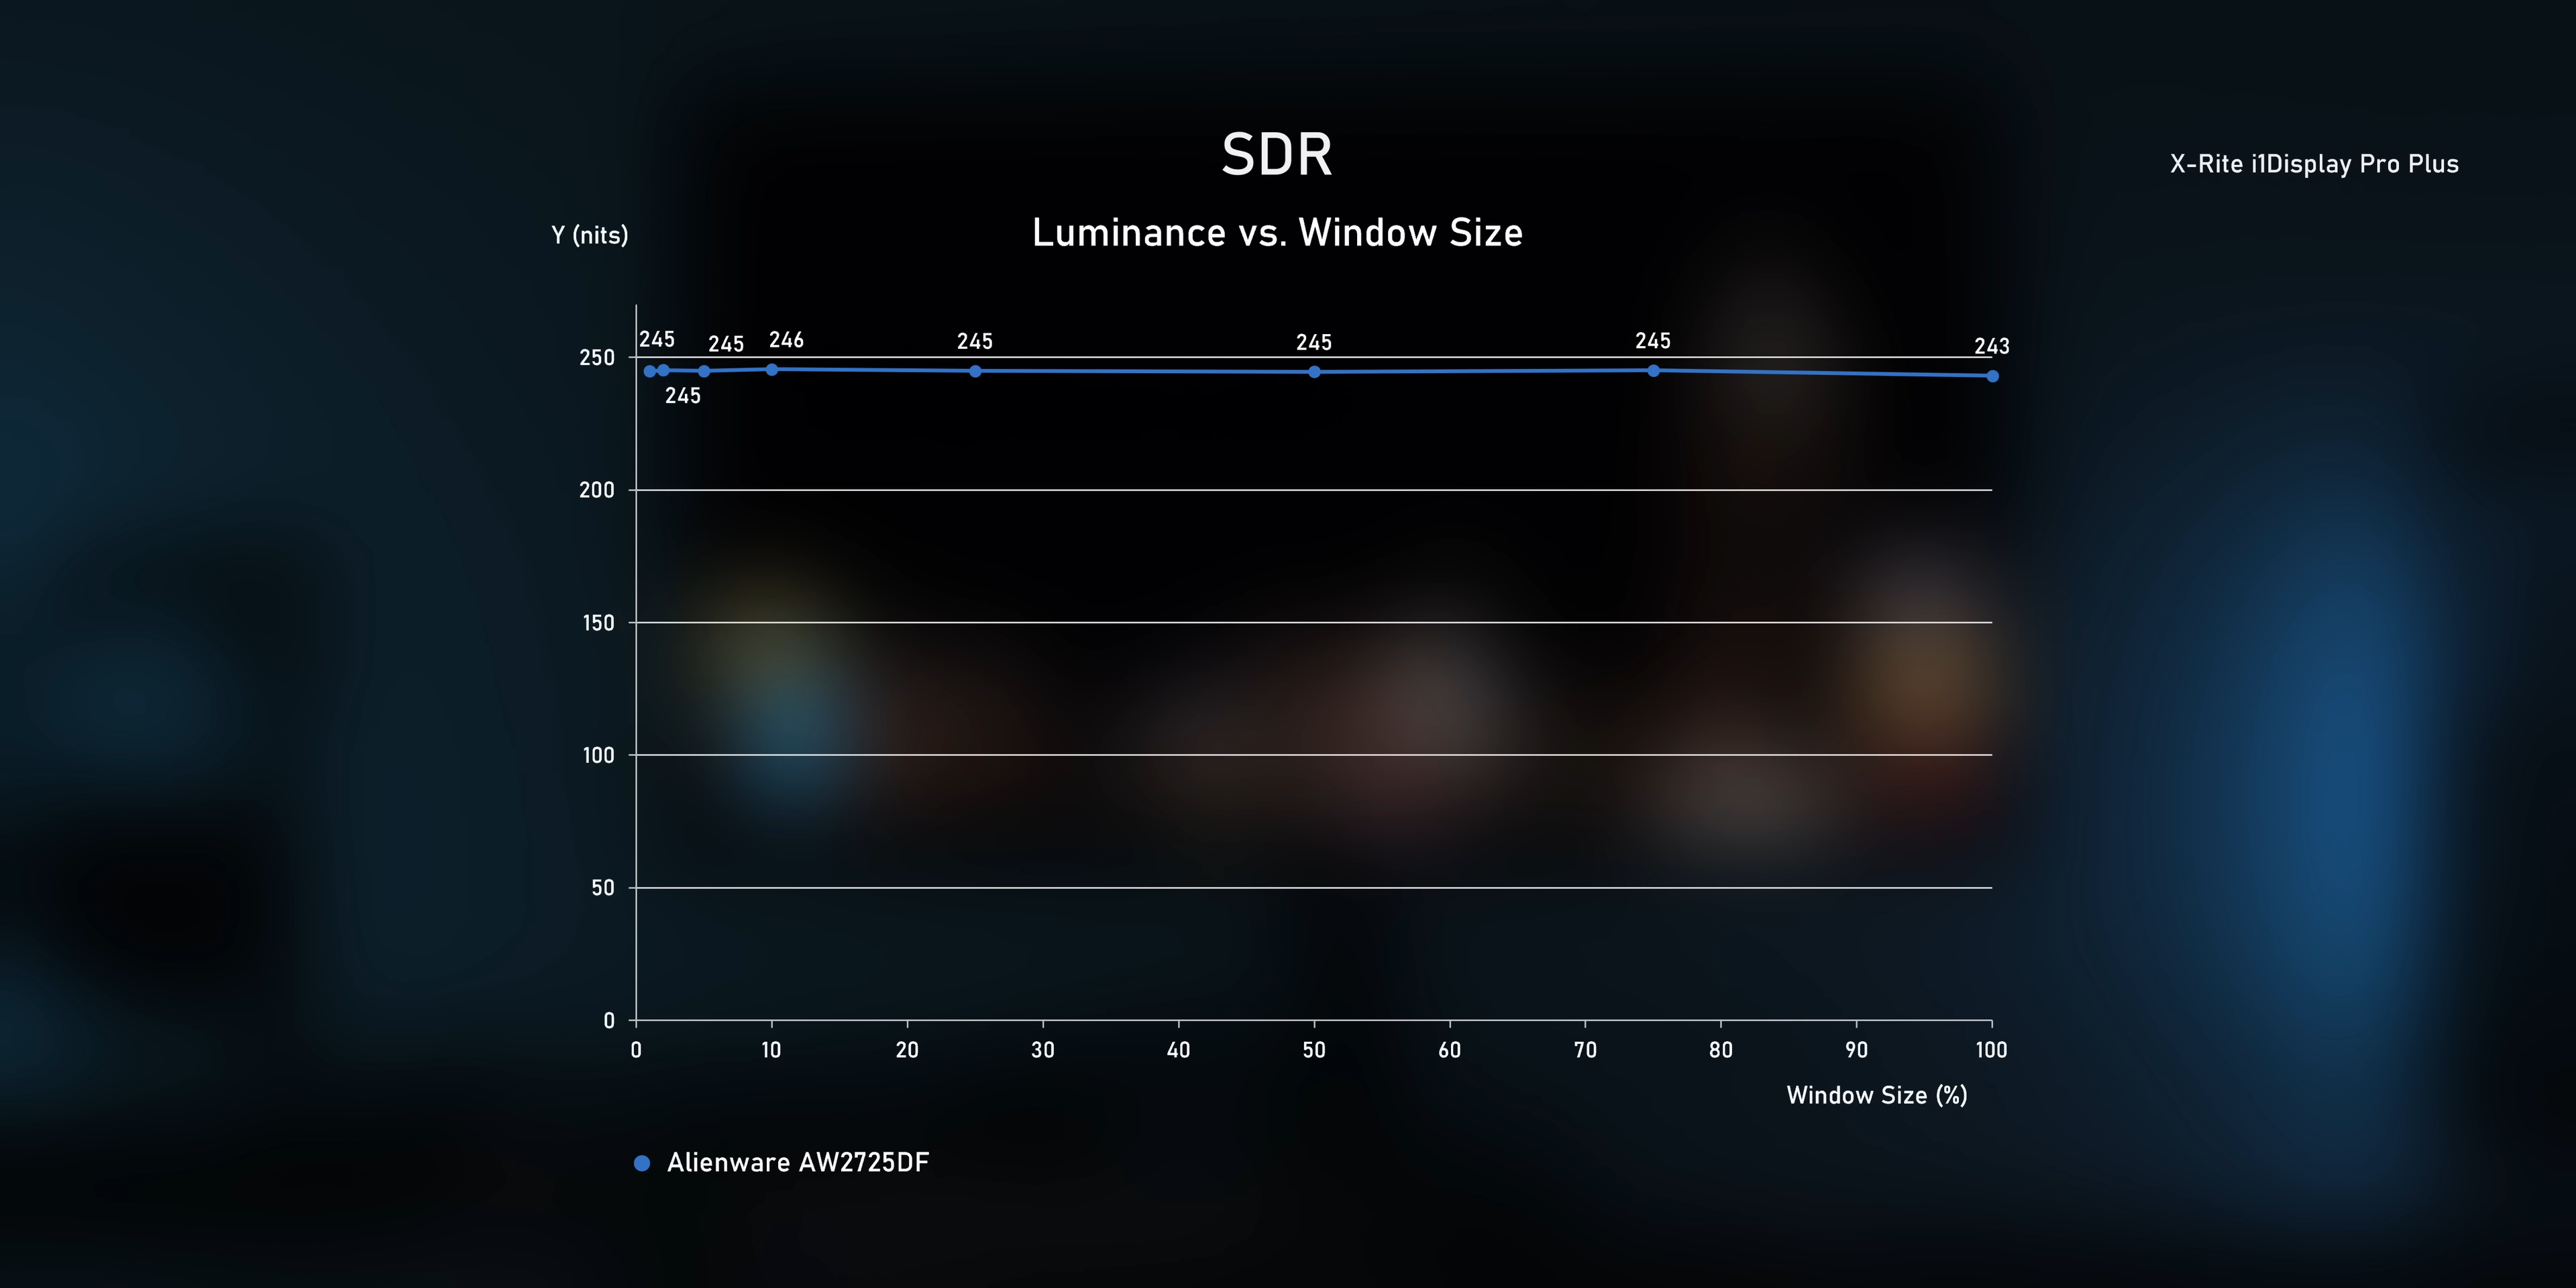 SDR
X-Rite i1Display Pro Plus
Luminance vs. Window Size
Y (nits)
245 245 246 245 245 245 243
250
245
200
150
100
50
0
0 10 20 30 40 50 60 70 80 90 100
Window Size (%)
Alienware AW2725DF